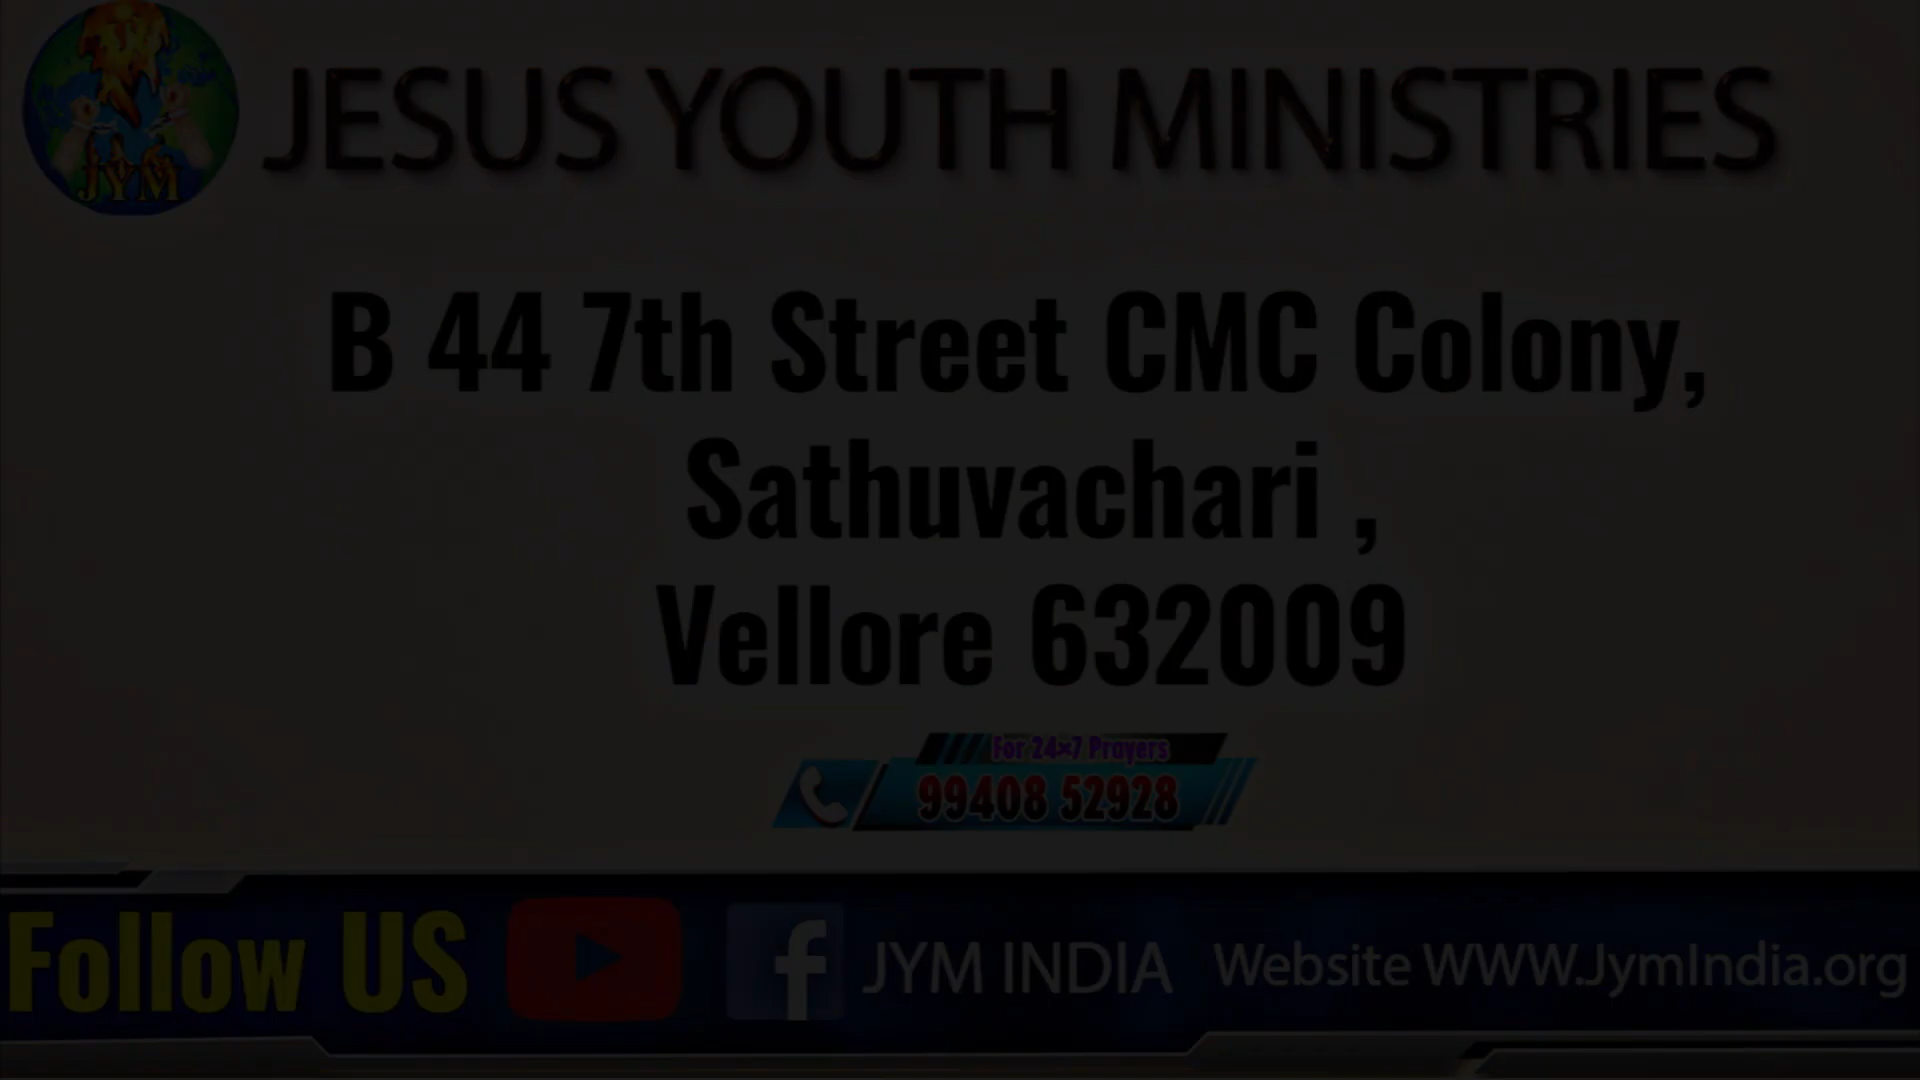 JESUS YOUTH MINISTRIES
JYM
B 44 7th Street CMC Colony,
Sathuvachari ,
Vellore 632009
For 24×7 Prayers
99408 52928
Follow US
f JYM INDIA Website WWW.JymIndia.org